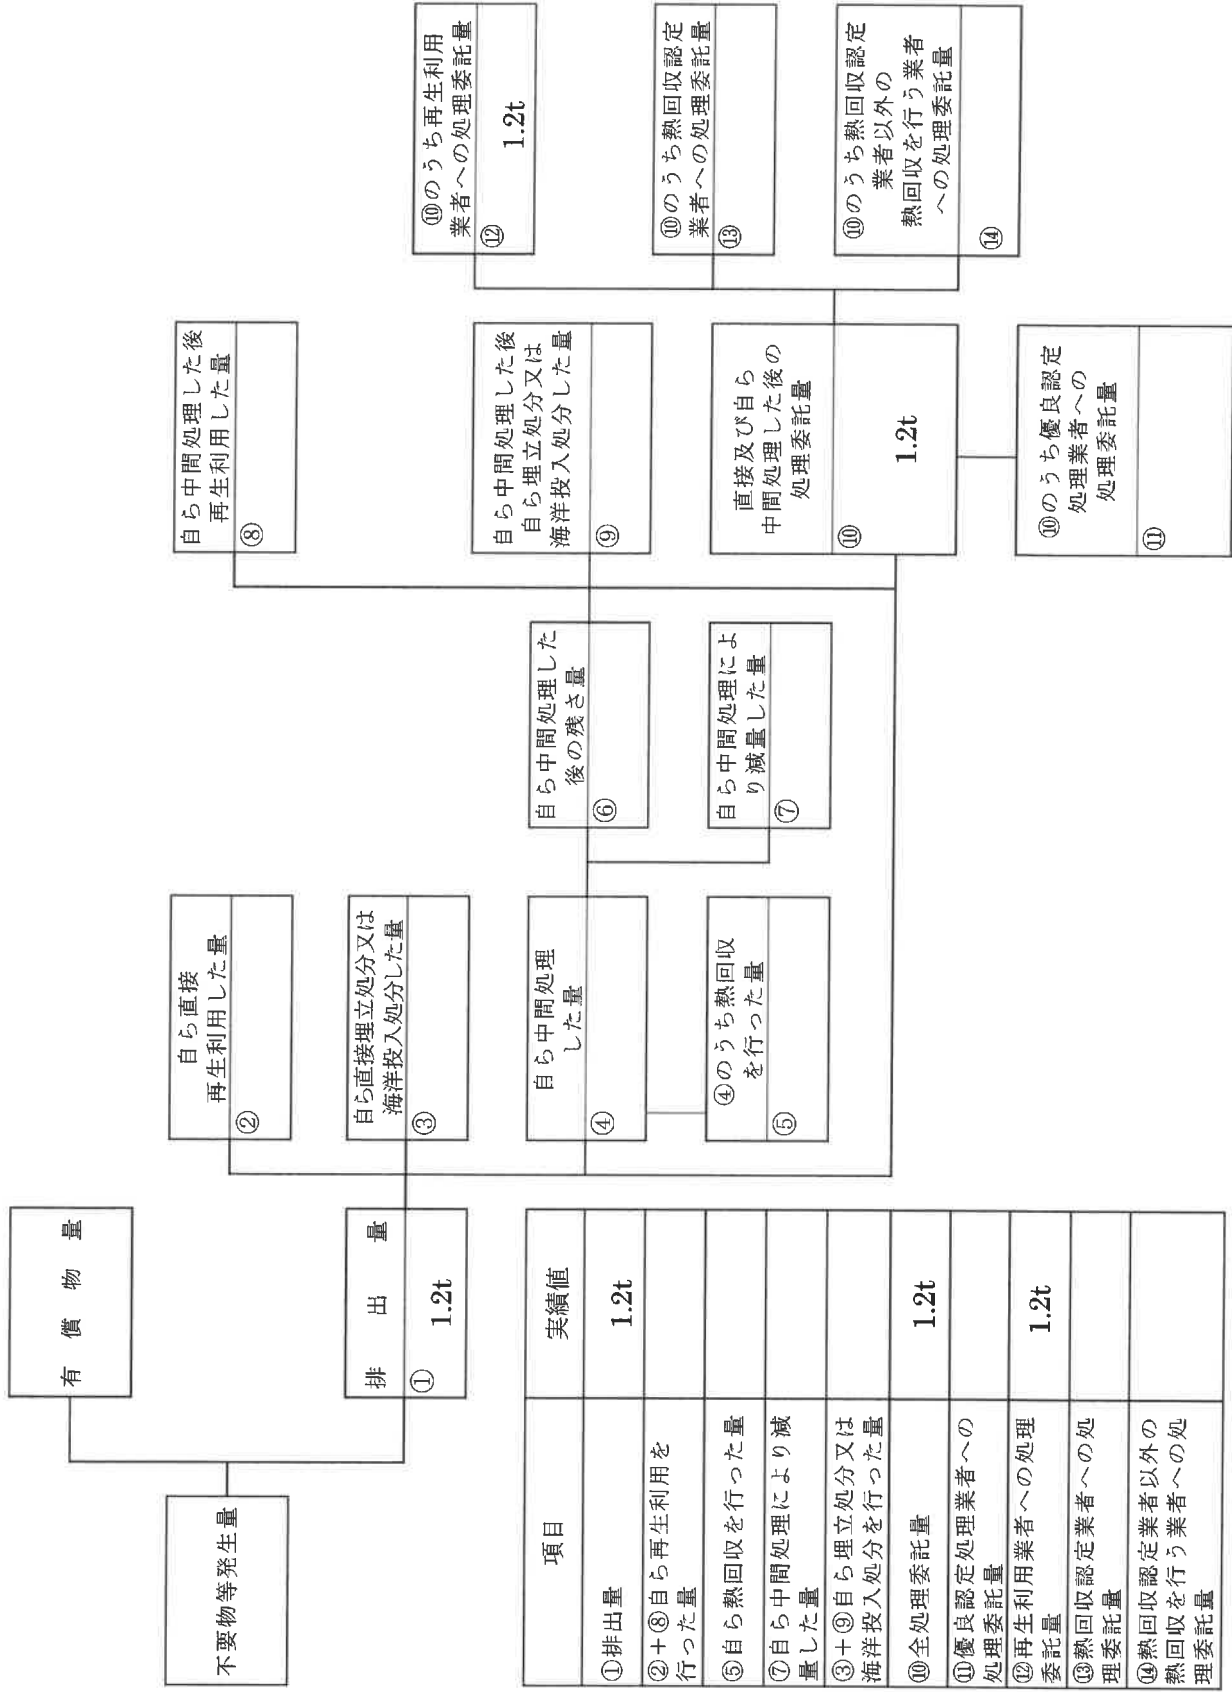 不要物等発生量
有償物量
排出量
①
1.2t
自ら直接
再生利用した量
②
自ら直接埋立処分又は
海洋投入処分した量
③
自ら中間処理
した量
④
④のうち熱回収
を行った量
⑤
自ら中間処理した
後の残さ量
⑥
自ら中間処理によ
り減量した量
⑦
自ら中間処理した後
再生利用した量
⑧
自ら中間処理した後
自ら埋立処分又は
海洋投入処分した量
⑨
直接及び自ら
中間処理した後の
処理委託量
⑩
1.2t
⑩のうち優良認定
処理業者への
処理委託量
⑪
⑩のうち再生利用
業者への処理委託量
⑫
1.2t
⑩のうち熱回収認定
業者への処理委託量
⑬
⑩のうち熱回収認定
業者以外の
熱回収を行う業者
への処理委託量
⑭
項目 実績値
①排出量 1.2t
②+⑧自ら再生利用を
行った量
⑤自ら熱回収を行った量
⑦自ら中間処理により減
量した量
③+⑨自ら埋立処分又は
海洋投入処分を行った量
⑩全処理委託量 1.2t
⑪優良認定処理業者への
処理委託量
⑫再生利用業者への処理
委託量 1.2t
⑬熱回収認定業者への処
理委託量
⑭熱回収認定業者以外の
熱回収を行う業者への処
理委託量